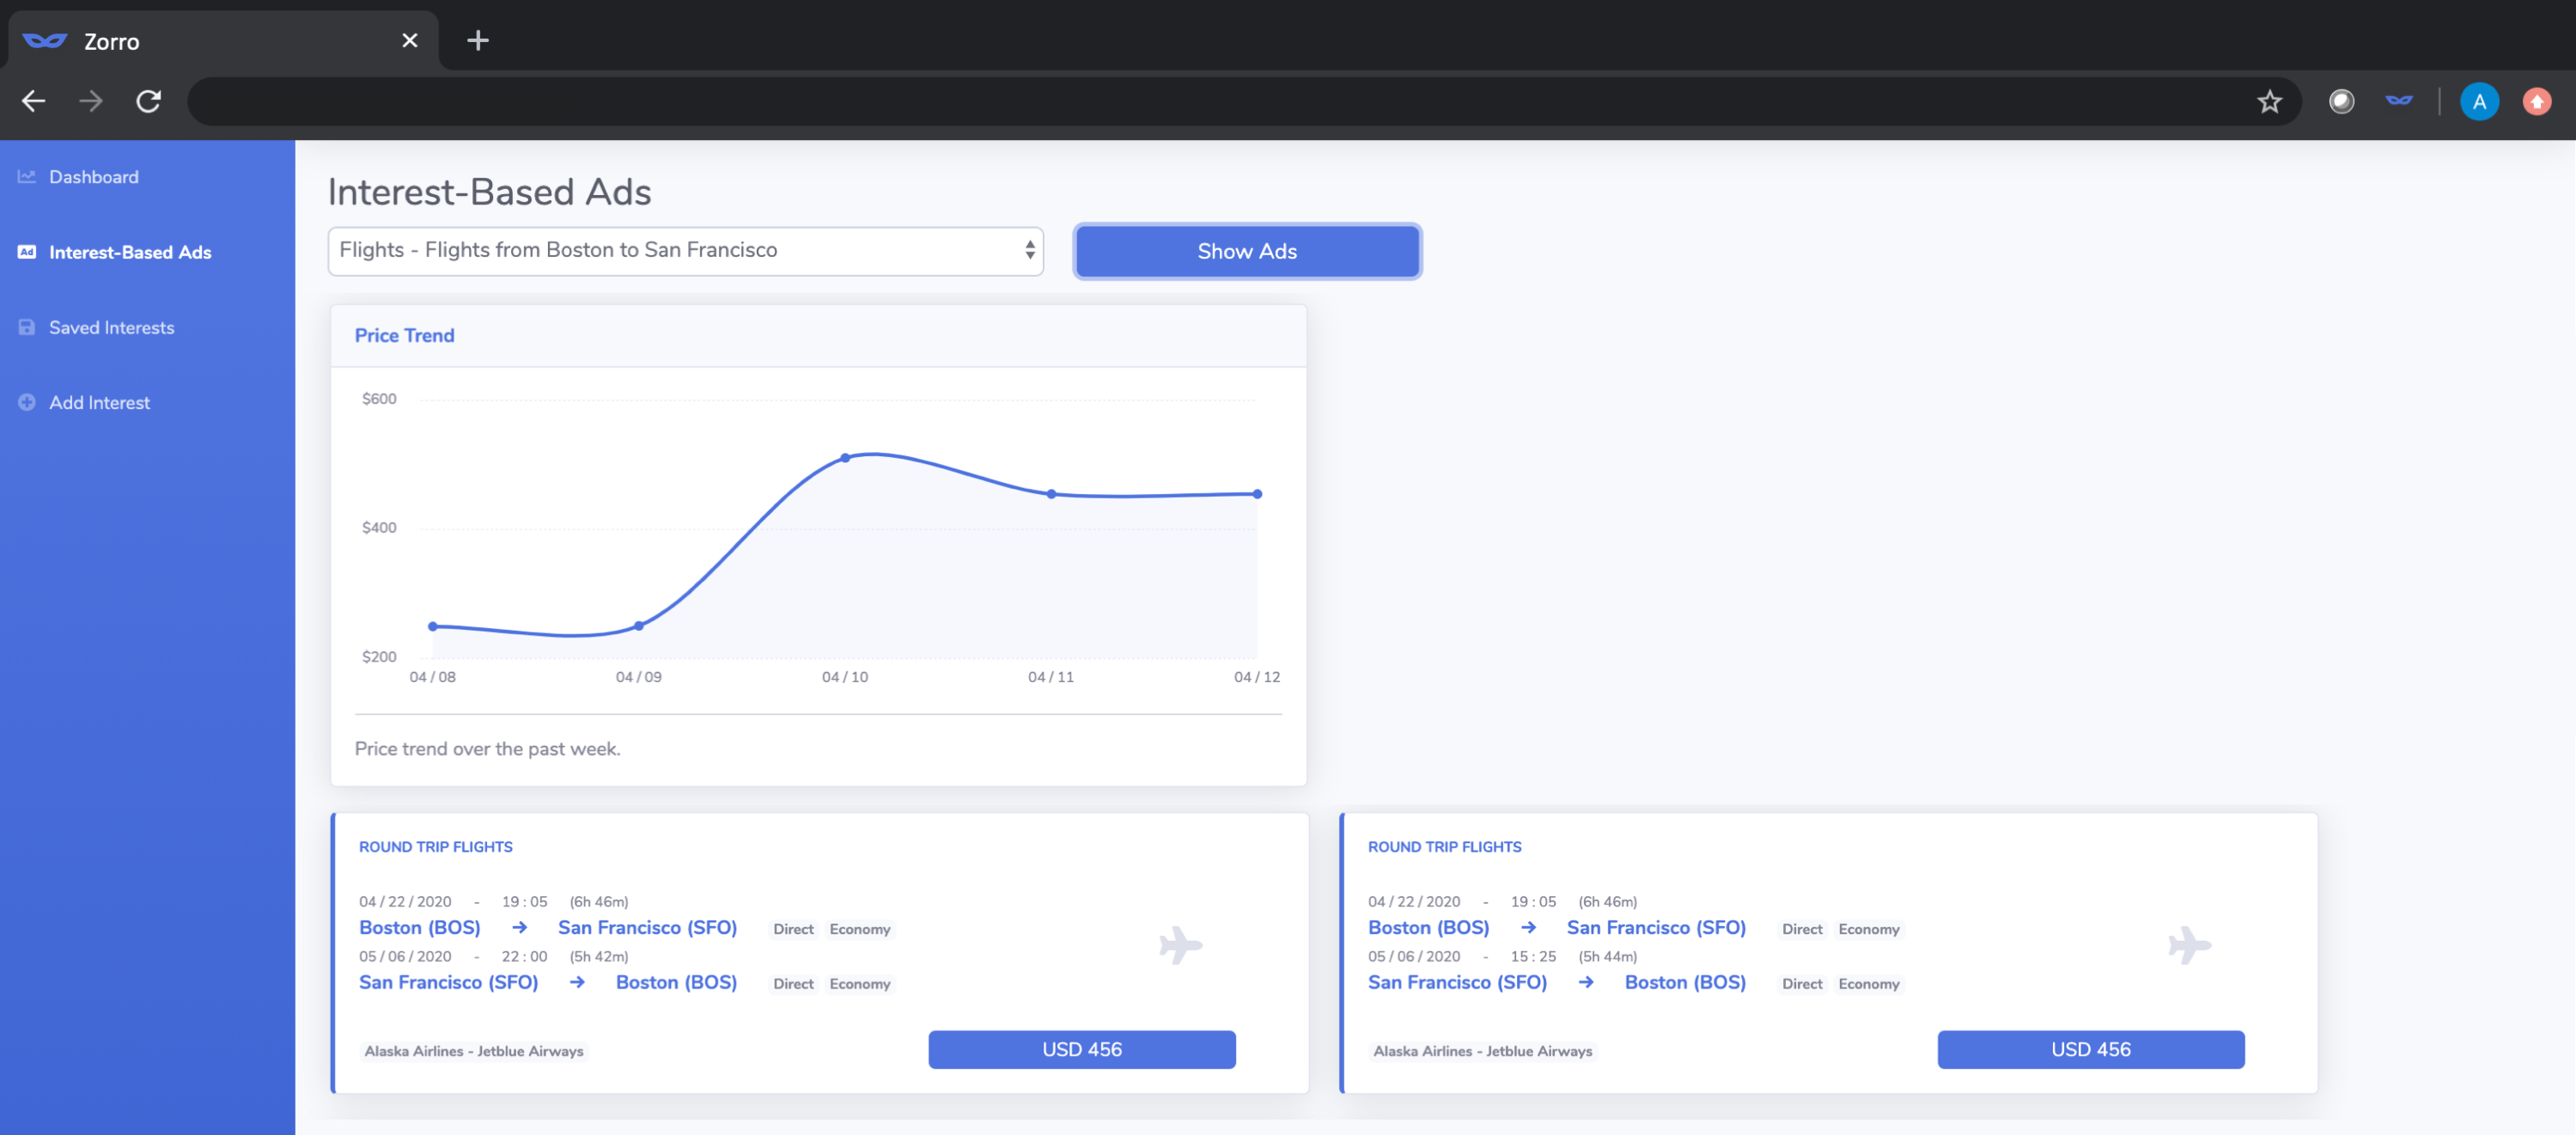 Zorro
A
Dashboard
Interest-Based Ads
Saved Interests
Add Interest
Interest-Based Ads
Flights - Flights from Boston to San Francisco
Show Ads
Price Trend
$600
$400
$200
04 / 08
04 / 09
04 / 10
04 / 11
04 / 12
Price trend over the past week.
ROUND TRIP FLIGHTS
04 / 22 / 2020 - 19 : 05 (6h 46m)
Boston (BOS) → San Francisco (SFO) Direct Economy
05 / 06 / 2020 - 22 : 00 (5h 42m)
San Francisco (SFO) → Boston (BOS) Direct Economy
Alaska Airlines - Jetblue Airways
USD 456
ROUND TRIP FLIGHTS
04 / 22 / 2020 - 19 : 05 (6h 46m)
Boston (BOS) → San Francisco (SFO) Direct Economy
05 / 06 / 2020 - 15 : 25 (5h 44m)
San Francisco (SFO) → Boston (BOS) Direct Economy
Alaska Airlines - Jetblue Airways
USD 456